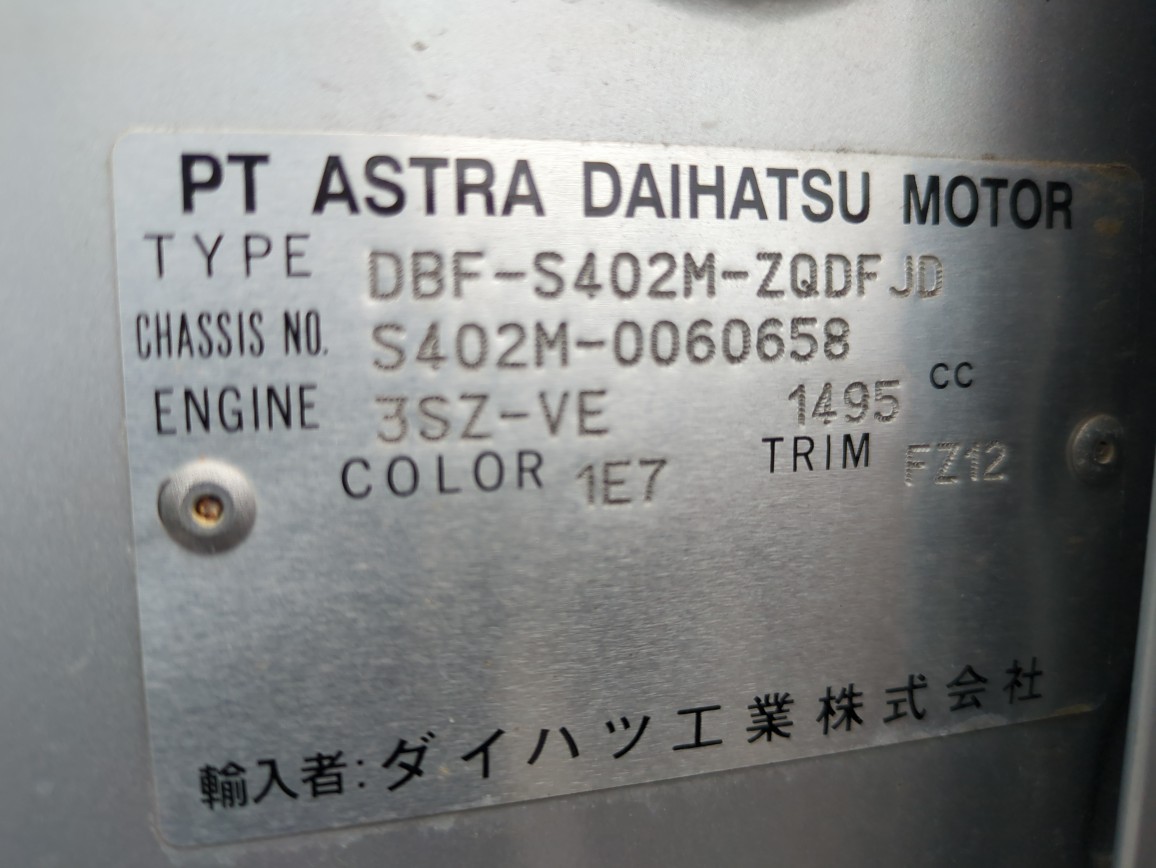 PT ASTRA DAIHATSU MOTOR
TYPE DBF-S402M-ZQDFJD
CHASSIS NO. S402M-0060658
ENGINE 3SZ-VE 1495 CC
COLOR 1E7 TRIM FZ12
輸入者:ダイハツ工業株式会社